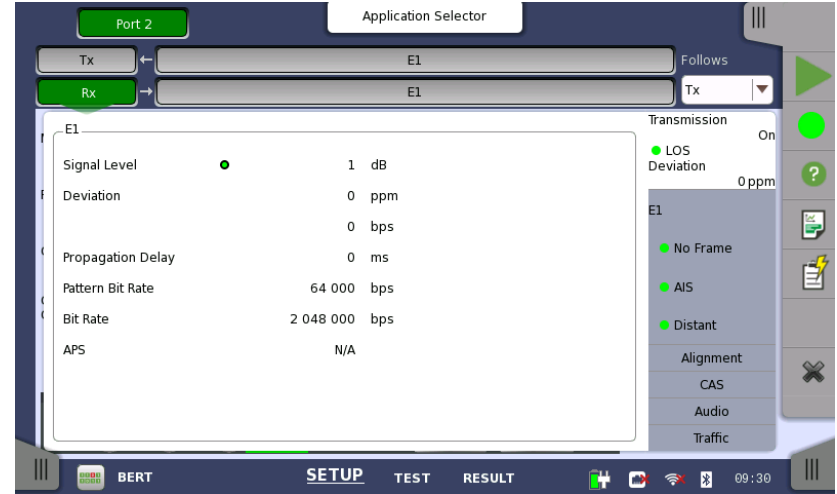 Port 2
Application Selector
Tx
E1
Follows
Rx
E1
Tx
E1
Signal Level 1 dB
Deviation 0 ppm
0 bps
Propagation Delay 0 ms
Pattern Bit Rate 64 000 bps
Bit Rate 2 048 000 bps
APS N/A
Transmission
On
LOS
Deviation
0 ppm
E1
No Frame
AIS
Distant
Alignment
CAS
Audio
Traffic
BERT
SETUP
TEST
RESULT
09:30